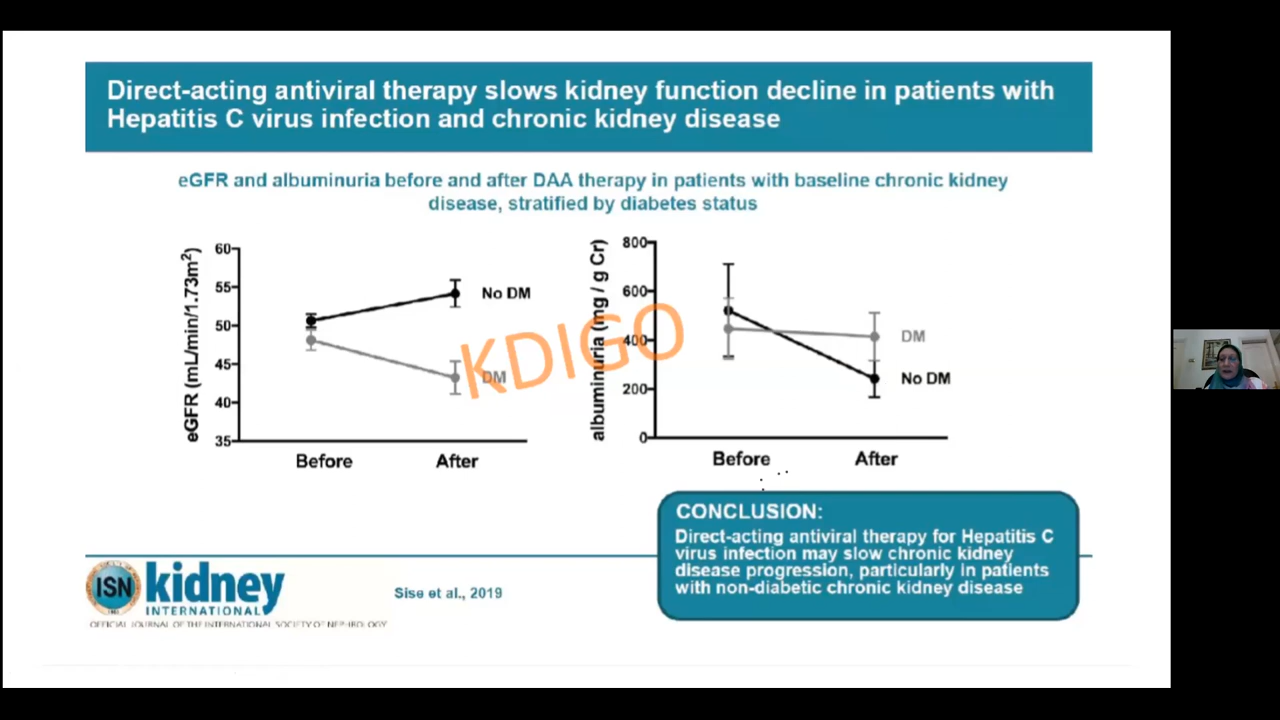 Direct-acting antiviral therapy slows kidney function decline in patients with
Hepatitis C virus infection and chronic kidney disease
eGFR and albuminuria before and after DAA therapy in patients with baseline chronic kidney
disease, stratified by diabetes status
eGFR (mL/min/1.73m²)
60
55
50
45
40
35
No DM
DM
Before After
albuminuria (mg / g Cr)
800
600
400
200
0
DM
No DM
Before After
KDIGO
CONCLUSION:
Direct-acting antiviral therapy for Hepatitis C
virus infection may slow chronic kidney
disease progression, particularly in patients
with non-diabetic chronic kidney disease
ISN
kidney
INTERNATIONAL
OFFICIAL JOURNAL OF THE INTERNATIONAL SOCIETY OF NEPHROLOGY
Sise et al., 2019